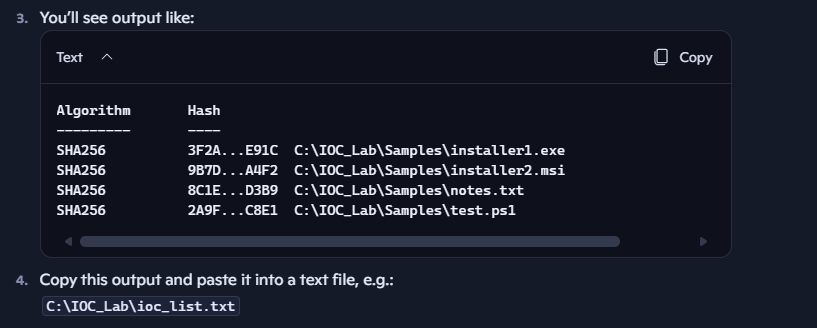 3. You'll see output like:
Text Copy
Algorithm Hash
--------- ----
SHA256 3F2A...E91C C:\IOC_Lab\Samples\installer1.exe
SHA256 9B7D...A4F2 C:\IOC_Lab\Samples\installer2.msi
SHA256 8C1E...D3B9 C:\IOC_Lab\Samples\notes.txt
SHA256 2A9F...C8E1 C:\IOC_Lab\Samples\test.ps1
4. Copy this output and paste it into a text file, e.g.:
C:\IOC_Lab\ioc_list.txt